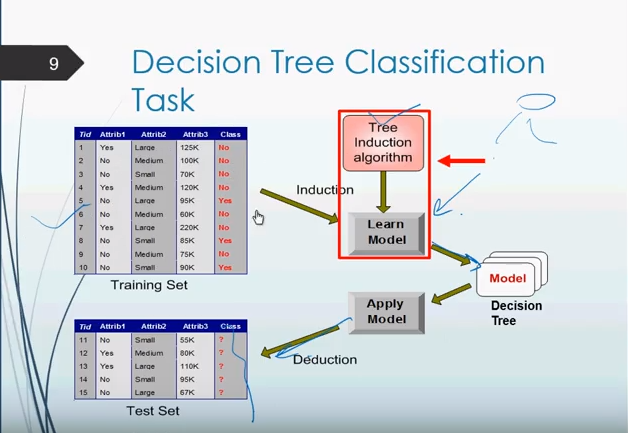 9
Decision Tree Classification
Task
Tid Attrib1 Attrib2 Attrib3 Class
1 Yes Large 125K No
2 No Medium 100K No
3 No Small 70K No
4 Yes Medium 120K No
5 No Large 95K Yes
6 No Medium 60K No
7 Yes Large 220K No
8 No Small 85K Yes
9 No Medium 75K No
10 No Small 90K Yes
Training Set
Tree
Induction
algorithm
Induction
Learn
Model
Model
Decision
Tree
Apply
Model
Deduction
Tid Attrib1 Attrib2 Attrib3 Class
11 No Small 55K ?
12 Yes Medium 80K ?
13 Yes Large 110K ?
14 No Small 95K ?
15 No Large 67K ?
Test Set